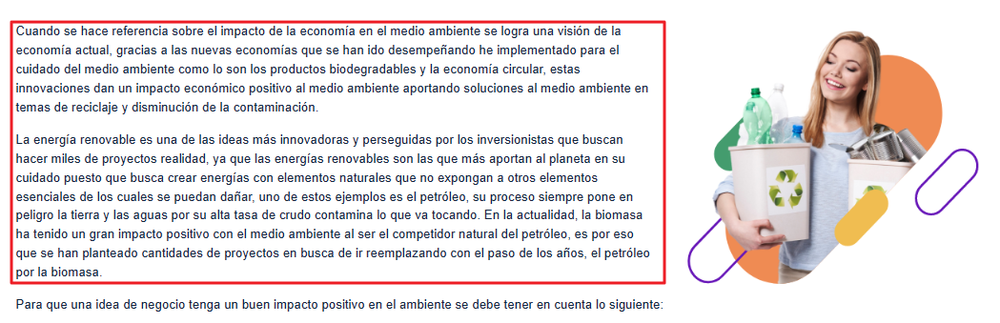 Cuando se hace referencia sobre el impacto de la economía en el medio ambiente se logra una visión de la
economía actual, gracias a las nuevas economías que se han ido desempeñando he implementado para el
cuidado del medio ambiente como lo son los productos biodegradables y la economía circular, estas
innovaciones dan un impacto económico positivo al medio ambiente aportando soluciones al medio ambiente en
temas de reciclaje y disminución de la contaminación.
La energía renovable es una de las ideas más innovadoras y perseguidas por los inversionistas que buscan
hacer miles de proyectos realidad, ya que las energías renovables son las que más aportan al planeta en su
cuidado puesto que busca crear energías con elementos naturales que no expongan a otros elementos
esenciales de los cuales se puedan dañar, uno de estos ejemplos es el petróleo, su proceso siempre pone en
peligro la tierra y las aguas por su alta tasa de crudo contamina lo que va tocando. En la actualidad, la biomasa
ha tenido un gran impacto positivo con el medio ambiente al ser el competidor natural del petróleo, es por eso
que se han planteado cantidades de proyectos en busca de ir reemplazando con el paso de los años, el petróleo
por la biomasa.
Para que una idea de negocio tenga un buen impacto positivo en el ambiente se debe tener en cuenta lo siguiente: